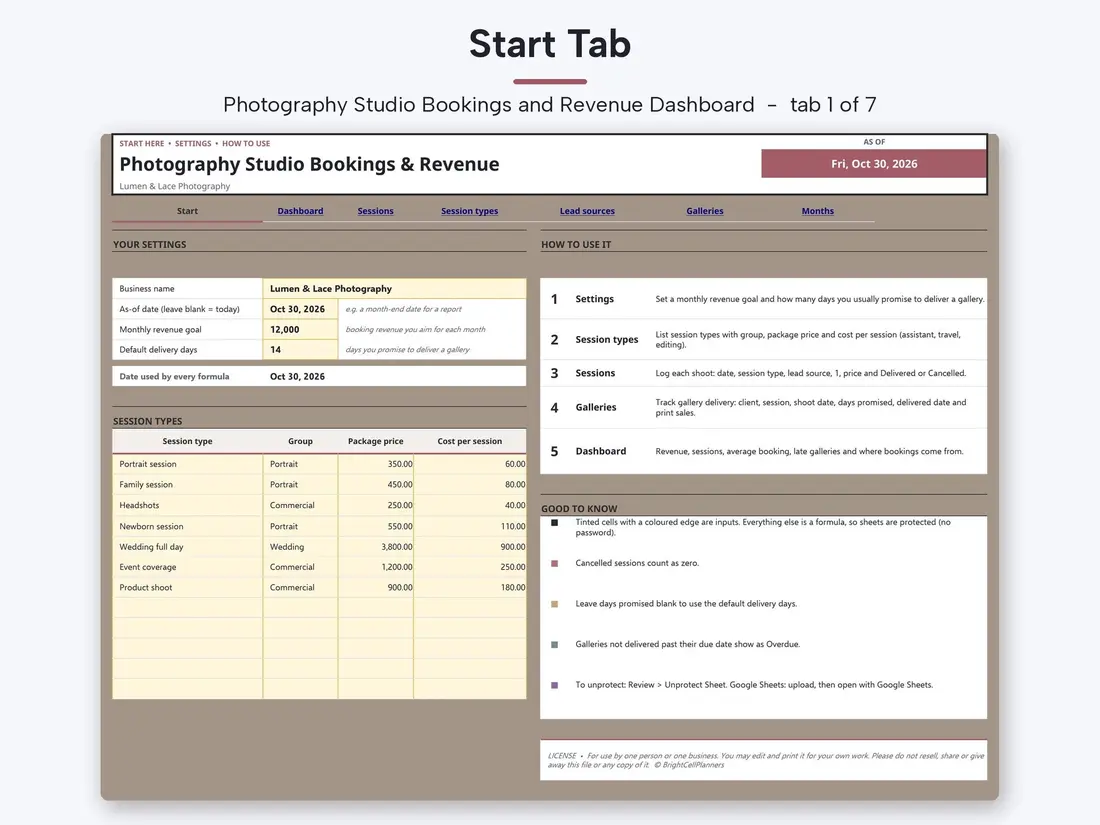 Start Tab
Photography Studio Bookings and Revenue Dashboard - tab 1 of 7
START HERE • SETTINGS • HOW TO USE
AS OF
Photography Studio Bookings & Revenue
Fri, Oct 30, 2026
Lumen & Lace Photography
Start Dashboard Sessions Session types Lead sources Galleries Months
YOUR SETTINGS
Business name Lumen & Lace Photography
As-of date (leave blank = today) Oct 30, 2026 e.g. a month-end date for a report
Monthly revenue goal 12,000 booking revenue you aim for each month
Default delivery days 14 days you promise to deliver a gallery
Date used by every formula Oct 30, 2026
SESSION TYPES
Session type Group Package price Cost per session
Portrait session Portrait 350.00 60.00
Family session Portrait 450.00 80.00
Headshots Commercial 250.00 40.00
Newborn session Portrait 550.00 110.00
Wedding full day Wedding 3,800.00 900.00
Event coverage Commercial 1,200.00 250.00
Product shoot Commercial 900.00 180.00
HOW TO USE IT
1 Settings Set a monthly revenue goal and how many days you usually promise to deliver a gallery.
2 Session types List session types with group, package price and cost per session (assistant, travel,
editing).
3 Sessions Log each shoot: date, session type, lead source, 1, price and Delivered or Cancelled.
4 Galleries Track gallery delivery: client, session, shoot date, days promised, delivered date and
print sales.
5 Dashboard Revenue, sessions, average booking, late galleries and where bookings come from.
GOOD TO KNOW
Tinted cells with a coloured edge are inputs. Everything else is a formula, so sheets are protected (no
password).
Cancelled sessions count as zero.
Leave days promised blank to use the default delivery days.
Galleries not delivered past their due date show as Overdue.
To unprotect: Review > Unprotect Sheet. Google Sheets: upload, then open with Google Sheets.
LICENSE • For use by one person or one business. You may edit and print it for your own work. Please do not resell, share or give
away this file or any copy of it. © BrightCellPlanners